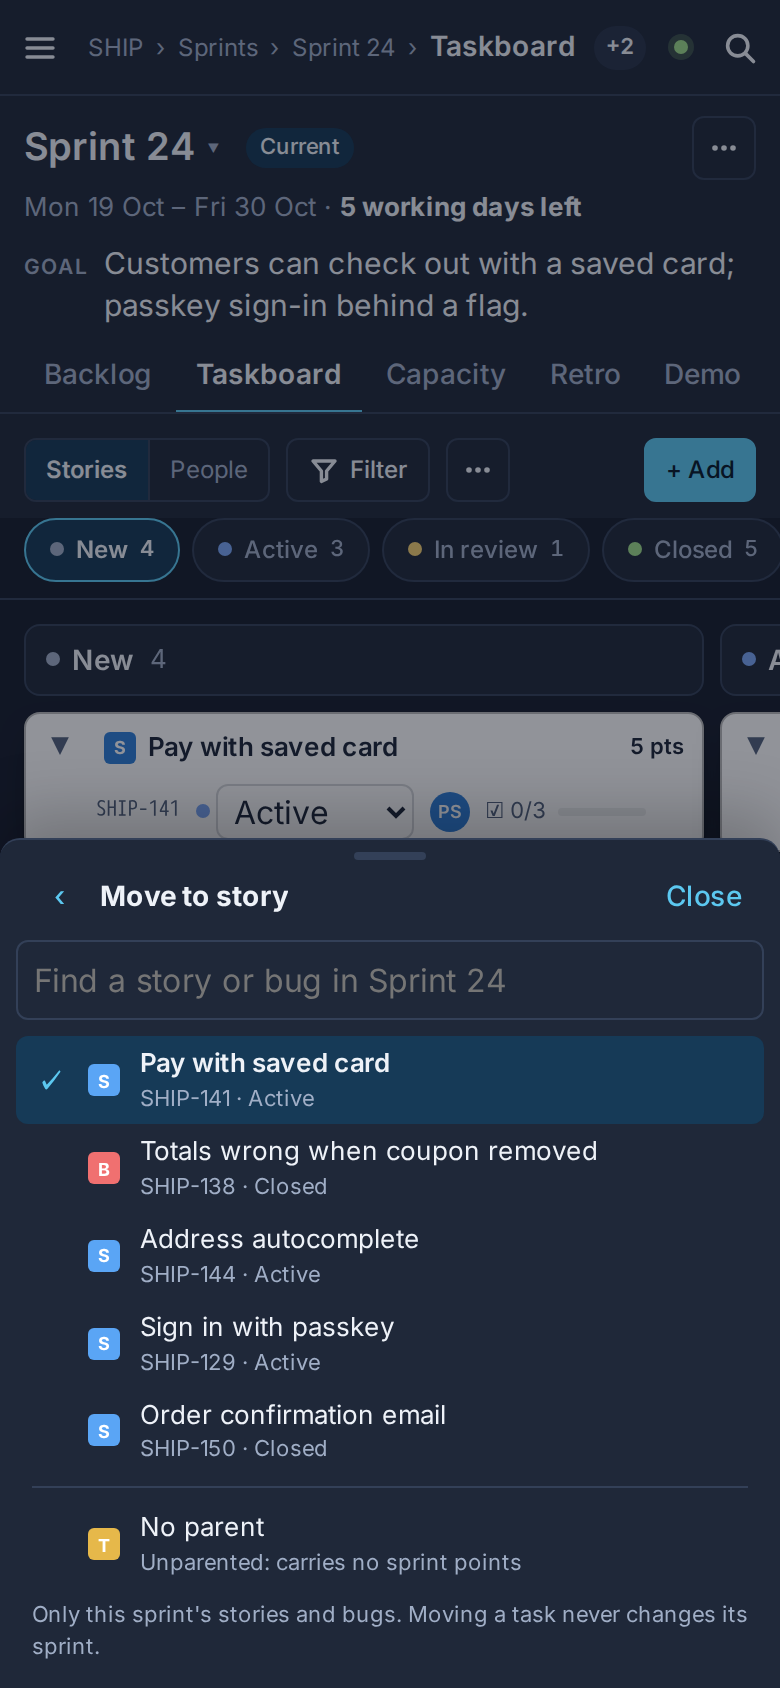 SHIP › Sprints › Sprint 24 › Taskboard +2
Sprint 24 ▾ Current •••
Mon 19 Oct – Fri 30 Oct · 5 working days left
GOAL Customers can check out with a saved card;
passkey sign-in behind a flag.
Backlog Taskboard Capacity Retro Demo
Stories People Filter ••• + Add
New 4 Active 3 In review 1 Closed 5
New 4 A
▼ S Pay with saved card 5 pts ▼
SHIP-141 Active PS ☑ 0/3
‹ Move to story Close
Find a story or bug in Sprint 24
✓ S Pay with saved card
SHIP-141 · Active
B Totals wrong when coupon removed
SHIP-138 · Closed
S Address autocomplete
SHIP-144 · Active
S Sign in with passkey
SHIP-129 · Active
S Order confirmation email
SHIP-150 · Closed
T No parent
Unparented: carries no sprint points
Only this sprint's stories and bugs. Moving a task never changes its
sprint.